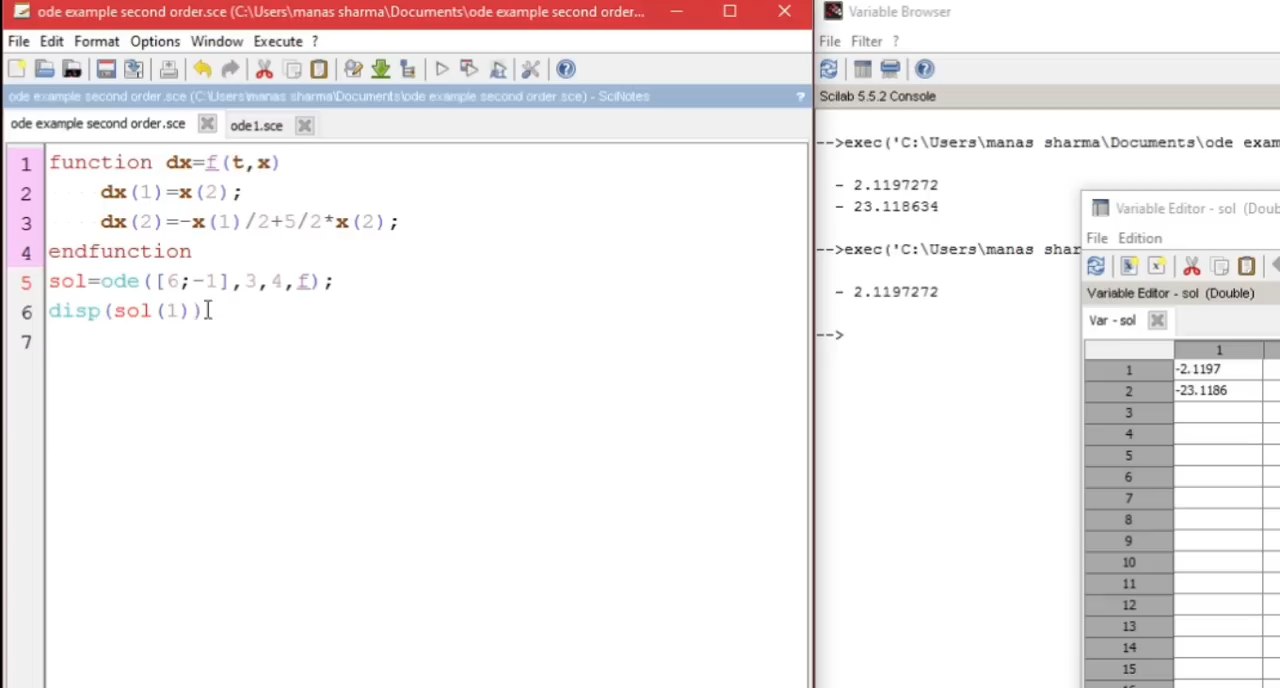 ode example second order.sce (C:\Users\manas sharma\Documents\ode example second order...
File Edit Format Options Window Execute ?
ode example second order.sce (C:\Users\manas sharma\Documents\ode example second order.sce) - SciNotes ?
ode example second order.sce ode1.sce
1 function dx=f(t,x)
2 dx(1)=x(2);
3 dx(2)=-x(1)/2+5/2*x(2);
4 endfunction
5 sol=ode([6;-1],3,4,f);
6 disp(sol(1))
7
Variable Browser
File Filter ?
Scilab 5.5.2 Console
-->exec('C:\Users\manas sharma\Documents\ode exam
- 2.1197272
- 23.118634
-->exec('C:\Users\manas shar
- 2.1197272
-->
Variable Editor - sol (Doub
File Edition
Variable Editor - sol (Double)
Var - sol
1
1 -2.1197
2 -23.1186
3
4
5
6
7
8
9
10
11
12
13
14
15